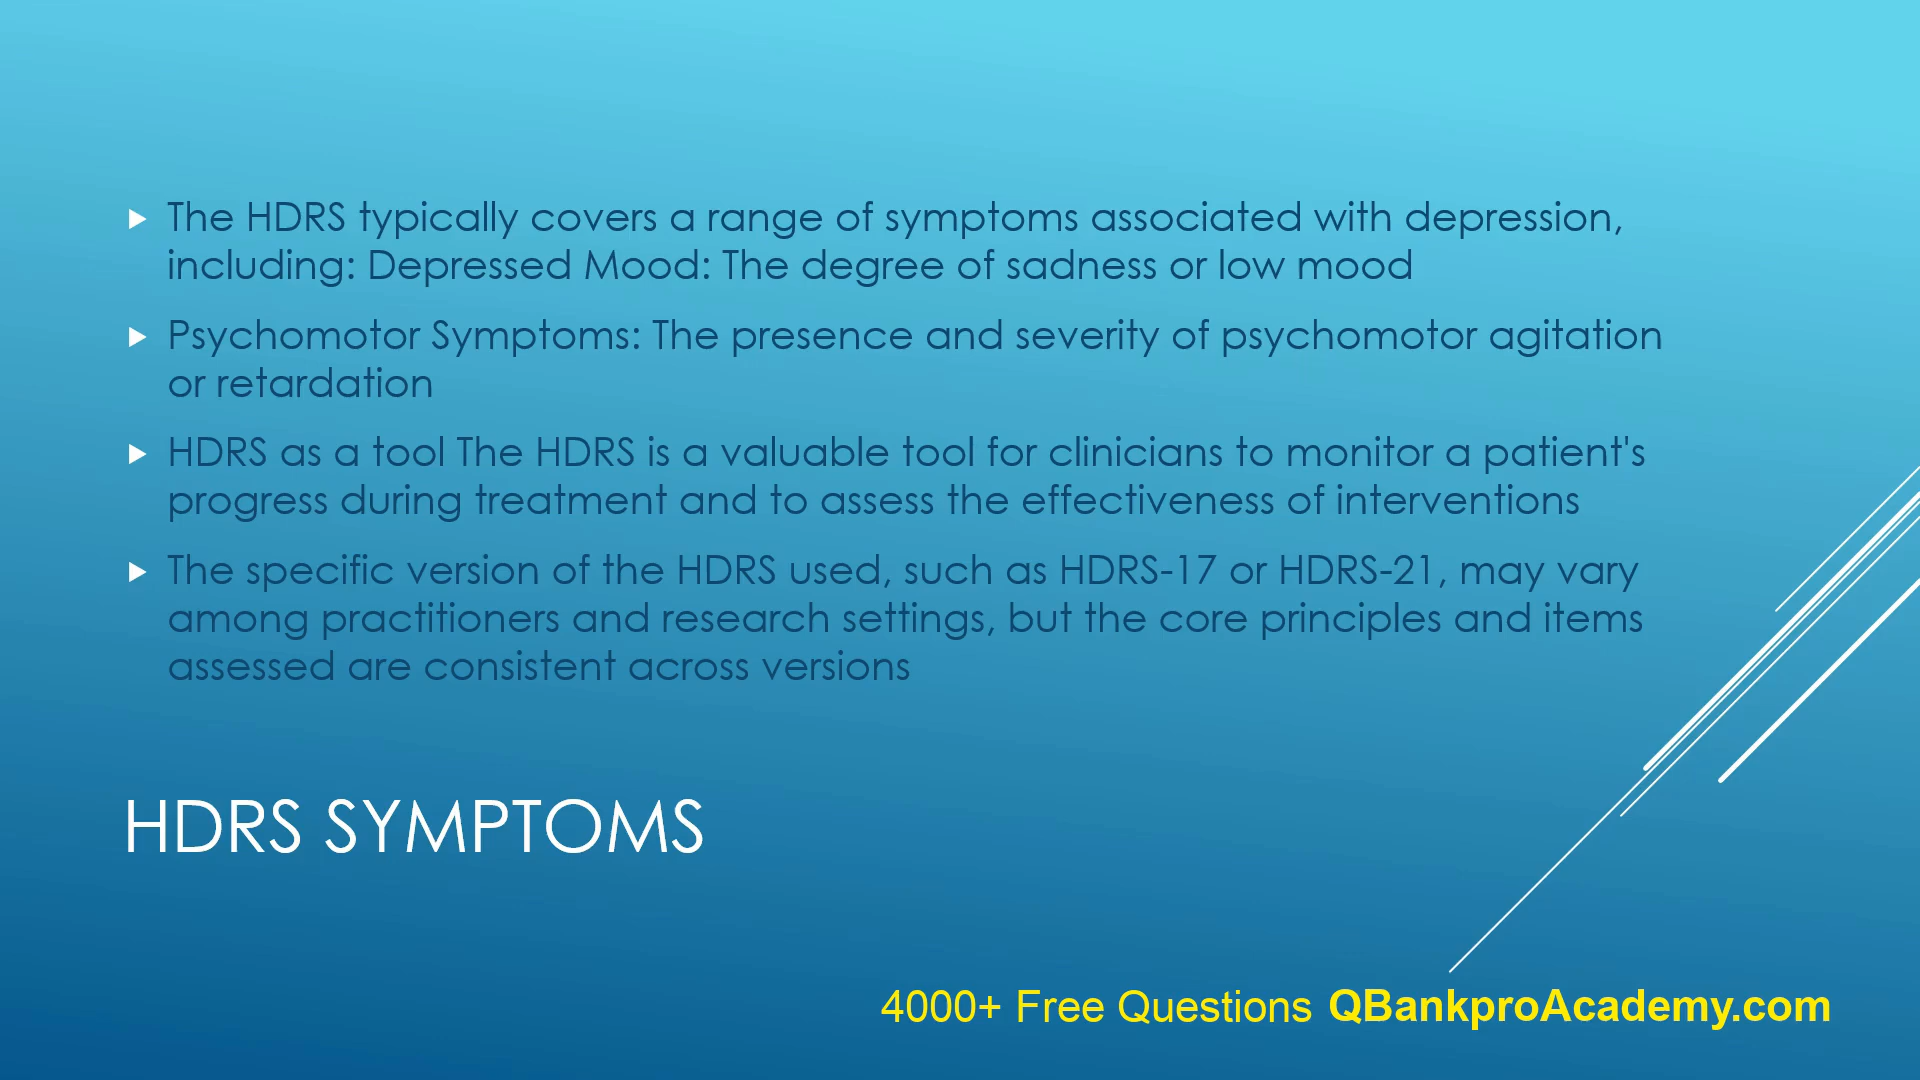 The HDRS typically covers a range of symptoms associated with depression,
including: Depressed Mood: The degree of sadness or low mood
Psychomotor Symptoms: The presence and severity of psychomotor agitation
or retardation
HDRS as a tool The HDRS is a valuable tool for clinicians to monitor a patient's
progress during treatment and to assess the effectiveness of interventions
The specific version of the HDRS used, such as HDRS-17 or HDRS-21, may vary
among practitioners and research settings, but the core principles and items
assessed are consistent across versions
HDRS SYMPTOMS
4000+ Free Questions QBankproAcademy.com